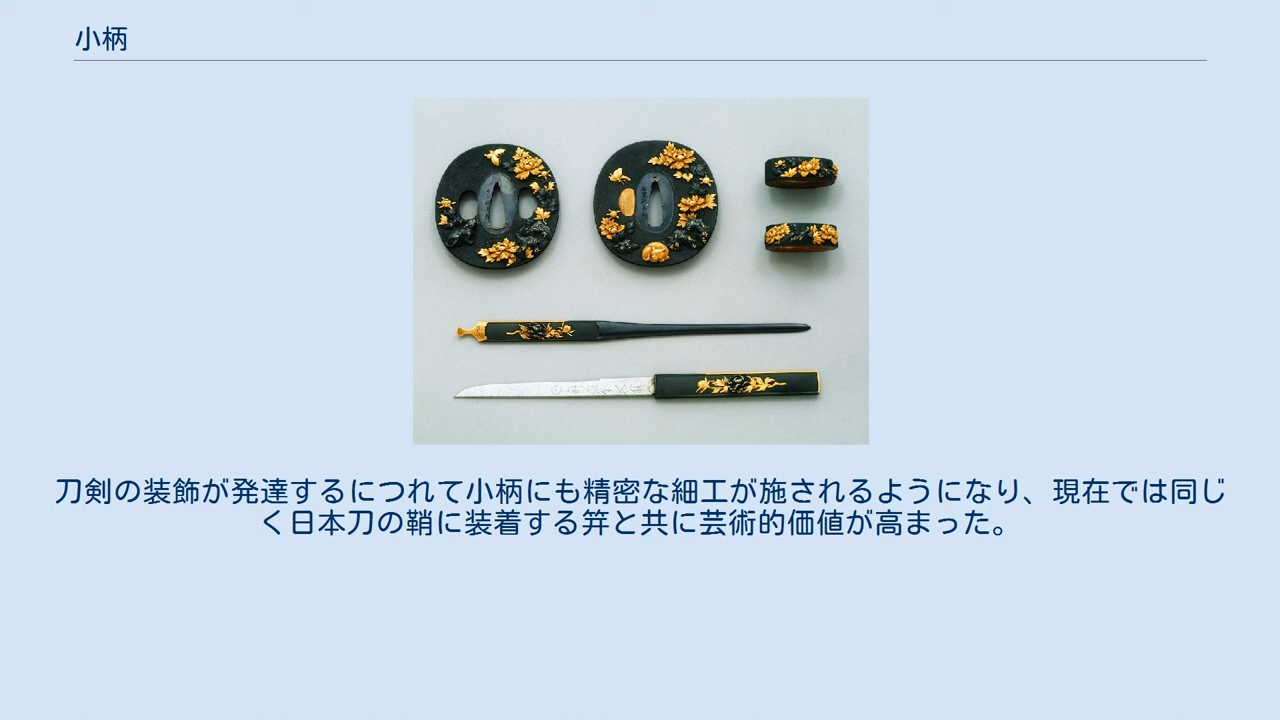 小柄
刀剣の装飾が発達するにつれて小柄にも精密な細工が施されるようになり、現在では同じ
く日本刀の鞘に装着する笄と共に芸術的価値が高まった。